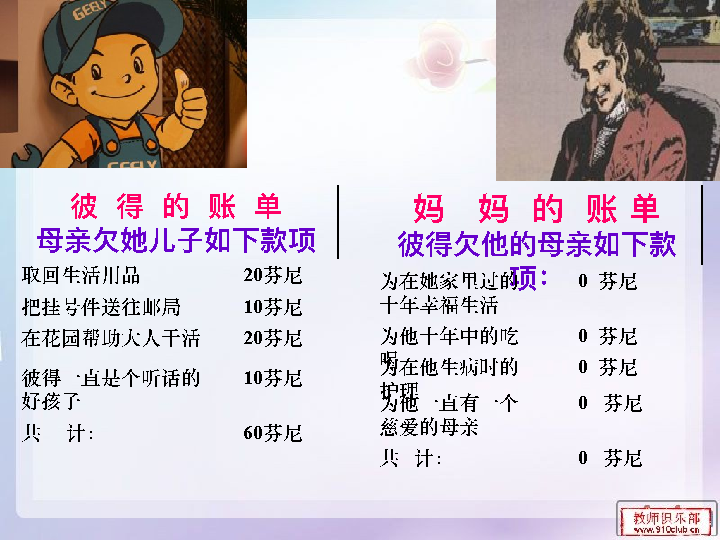 GEELY
GEELY
彼 得 的 账 单
母亲欠她儿子如下款项
取回生活用品 20芬尼
把挂号件送往邮局 10芬尼
在花园帮助大人干活 20芬尼
彼得一直是个听话的 10芬尼
好孩子
共 计： 60芬尼
妈 妈 的 账 单
彼得欠他的母亲如下款
项：
为在她家里过的 0 芬尼
十年幸福生活
为他十年中的吃 0 芬尼
喝
为在他生病时的 0 芬尼
护理
为他一直有一个 0 芬尼
慈爱的母亲
共 计： 0 芬尼
教师俱乐部
www.910club.cn